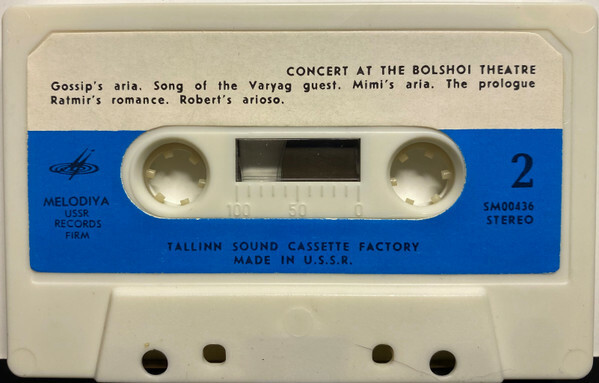 CONCERT AT THE BOLSHOI THEATRE
Gossip's aria. Song of the Varyag guest. Mimi's aria. The prologue
Ratmir's romance. Robert's arioso.
MELODIYA
USSR
RECORDS
FIRM
100 50 0
2
SM00436
STEREO
TALLINN SOUND CASSETTE FACTORY
MADE IN U.S.S.R.